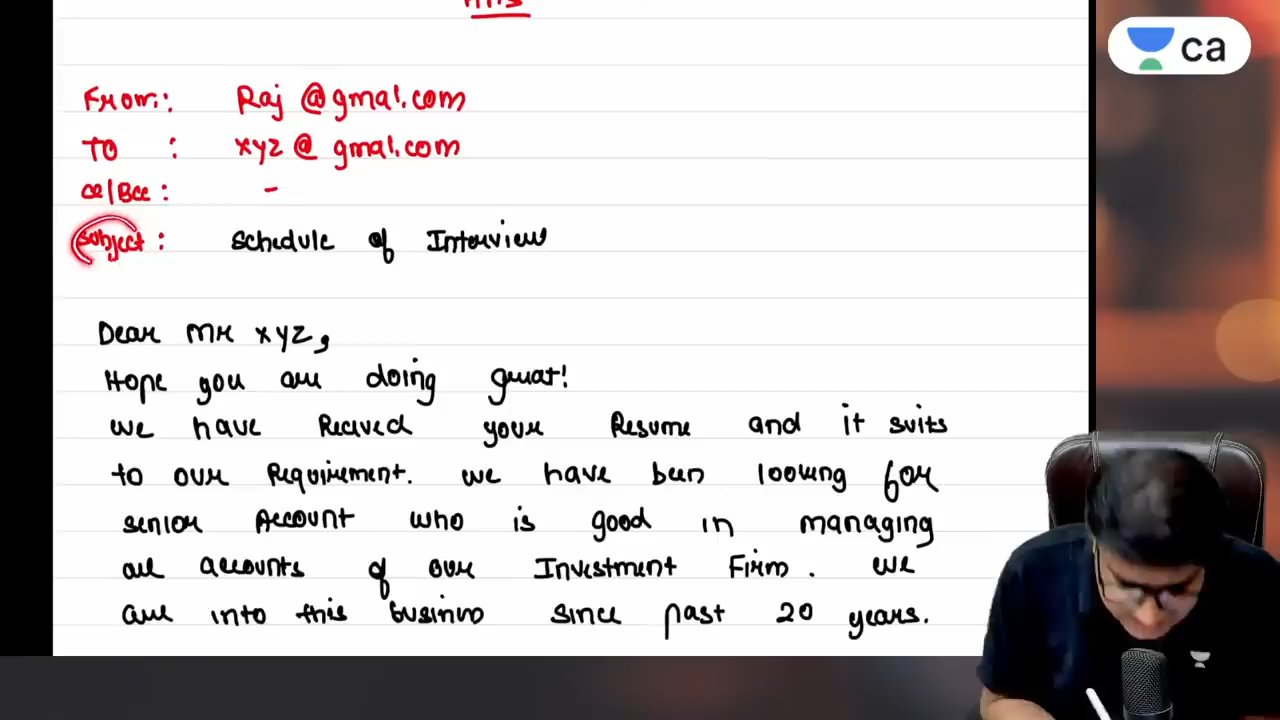 ca
From: Raj @gmal.com
To : xyz @ gmal.com
cc/Bcc: -
Subject: Schedule of Interview
Dear Mr xyz,
Hope you are doing great!
we have Recived your Resume and it suits
to our Requirement. we have been looking for
senior Account who is good in managing
all accounts of our Investment Firm. we
are into this business since past 20 years.